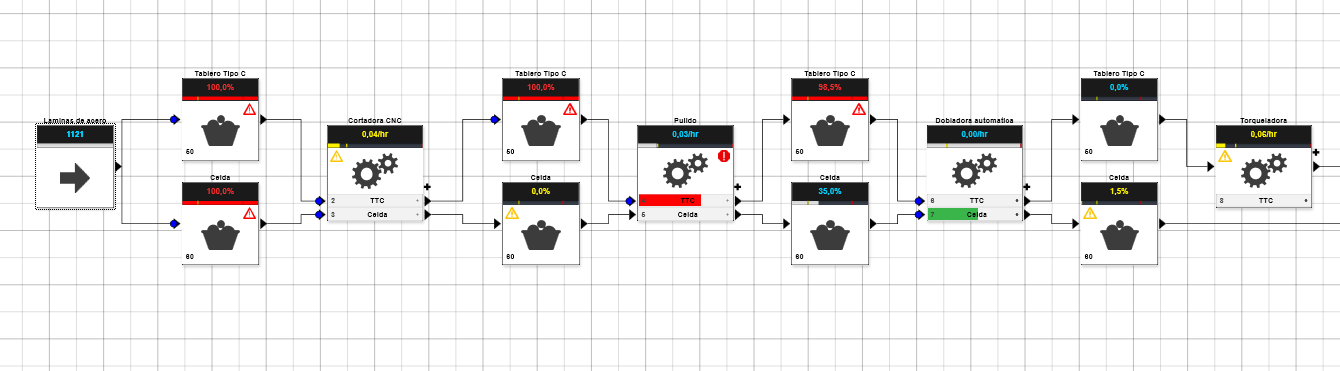 Laminas de acero
1121
Tablero Tipo C
100,0%
50
Celda
100,0%
60
Cortadora CNC
0,04/hr
2 TTC
3 Celda
Tablero Tipo C
100,0%
50
Celda
0,0%
60
Pulido
0,03/hr
TTC
5 Celda
Tablero Tipo C
58,5%
50
Celda
35,0%
60
Dobladora automatica
0,00/hr
6 TTC
7 Celda
Tablero Tipo C
0,0%
50
Celda
1,5%
60
Torqueladora
0,06/hr
8 TTC